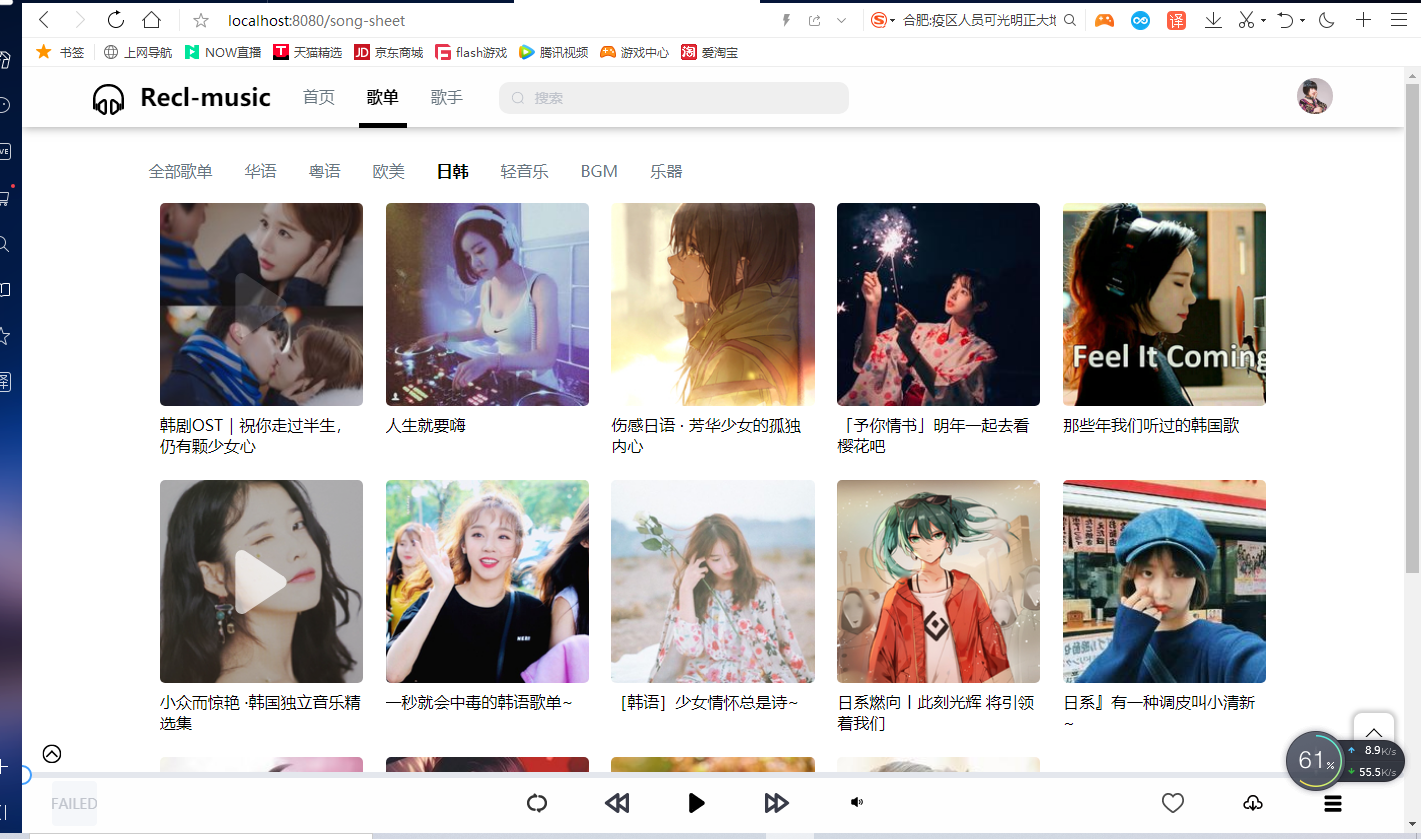 localhost:8080/song-sheet
合肥:疫区人员可光明正大地
译
书签 上网导航 NOW直播 天猫精选 京东商城 flash游戏 腾讯视频 游戏中心 爱淘宝
Recl-music 首页 歌单 歌手 搜索
全部歌单 华语 粤语 欧美 日韩 轻音乐 BGM 乐器
Feel It Coming
韩剧OST | 祝你走过半生,
仍有颗少女心
人生就要嗨
伤感日语 · 芳华少女的孤独
内心
「予你情书」明年一起去看
樱花吧
那些年我们听过的韩国歌
小众而惊艳 ·韩国独立音乐精
选集
一秒就会中毒的韩语歌单~
［韩语］少女情怀总是诗~
日系燃向丨此刻光辉 将引领
着我们
日系』有一种调皮叫小清新
~
61%
8.9K/s
55.5K/s
FAILED